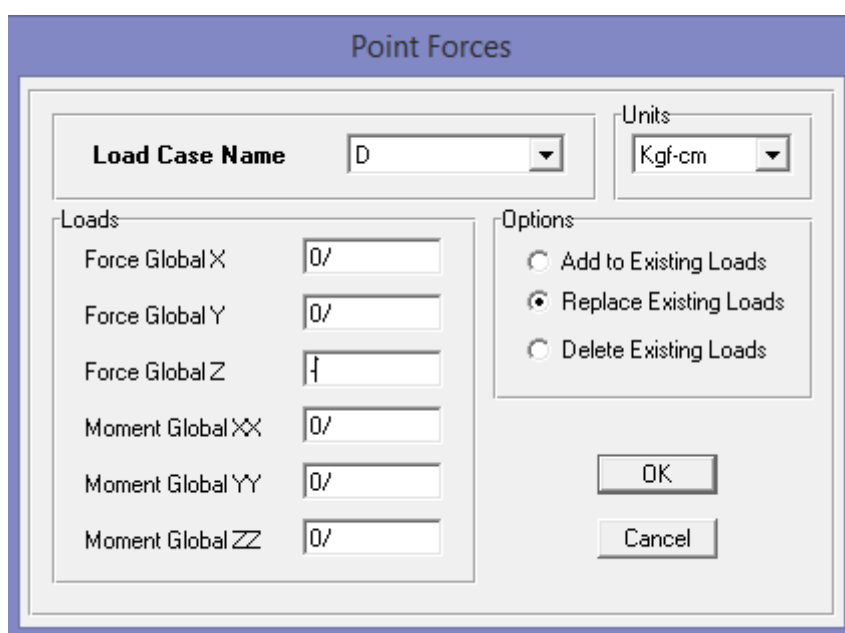 Point Forces
Load Case Name D
Units
Kgf-cm
Loads
Force Global X 0/
Force Global Y 0/
Force Global Z
Moment Global XX 0/
Moment Global YY 0/
Moment Global ZZ 0/
Options
Add to Existing Loads
Replace Existing Loads
Delete Existing Loads
OK
Cancel